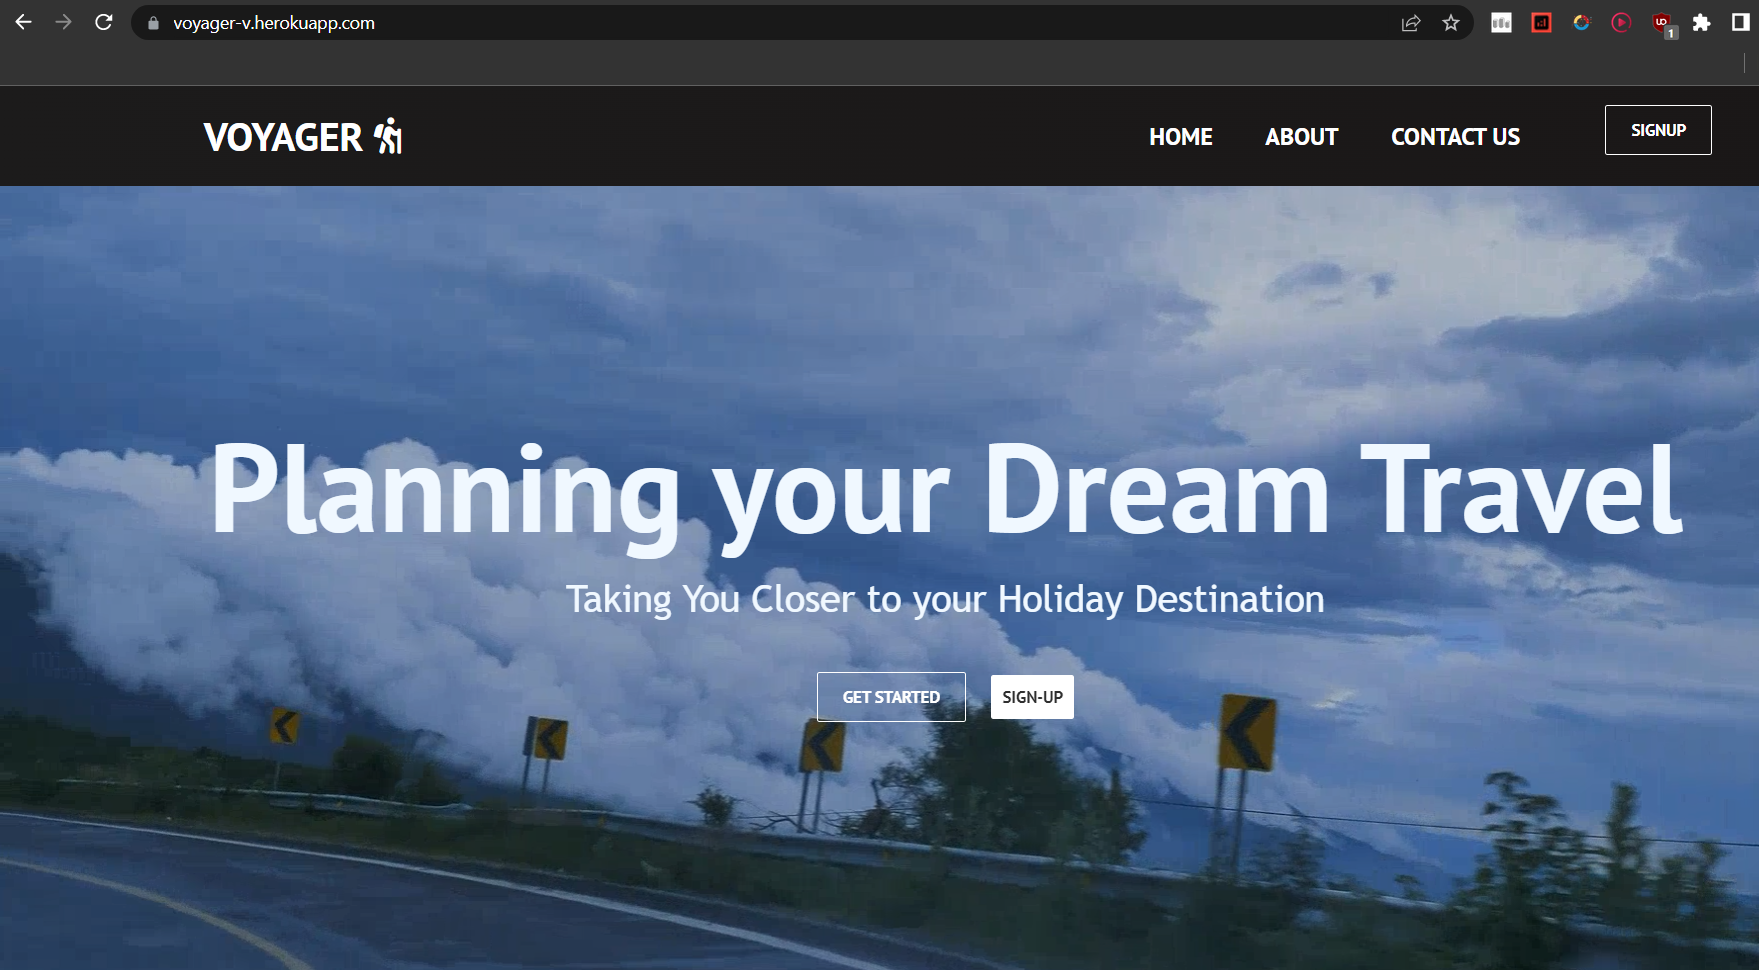 voyager-v.herokuapp.com
1
VOYAGER
HOME ABOUT CONTACT US SIGNUP
Planning your Dream Travel
Taking You Closer to your Holiday Destination
GET STARTED SIGN-UP